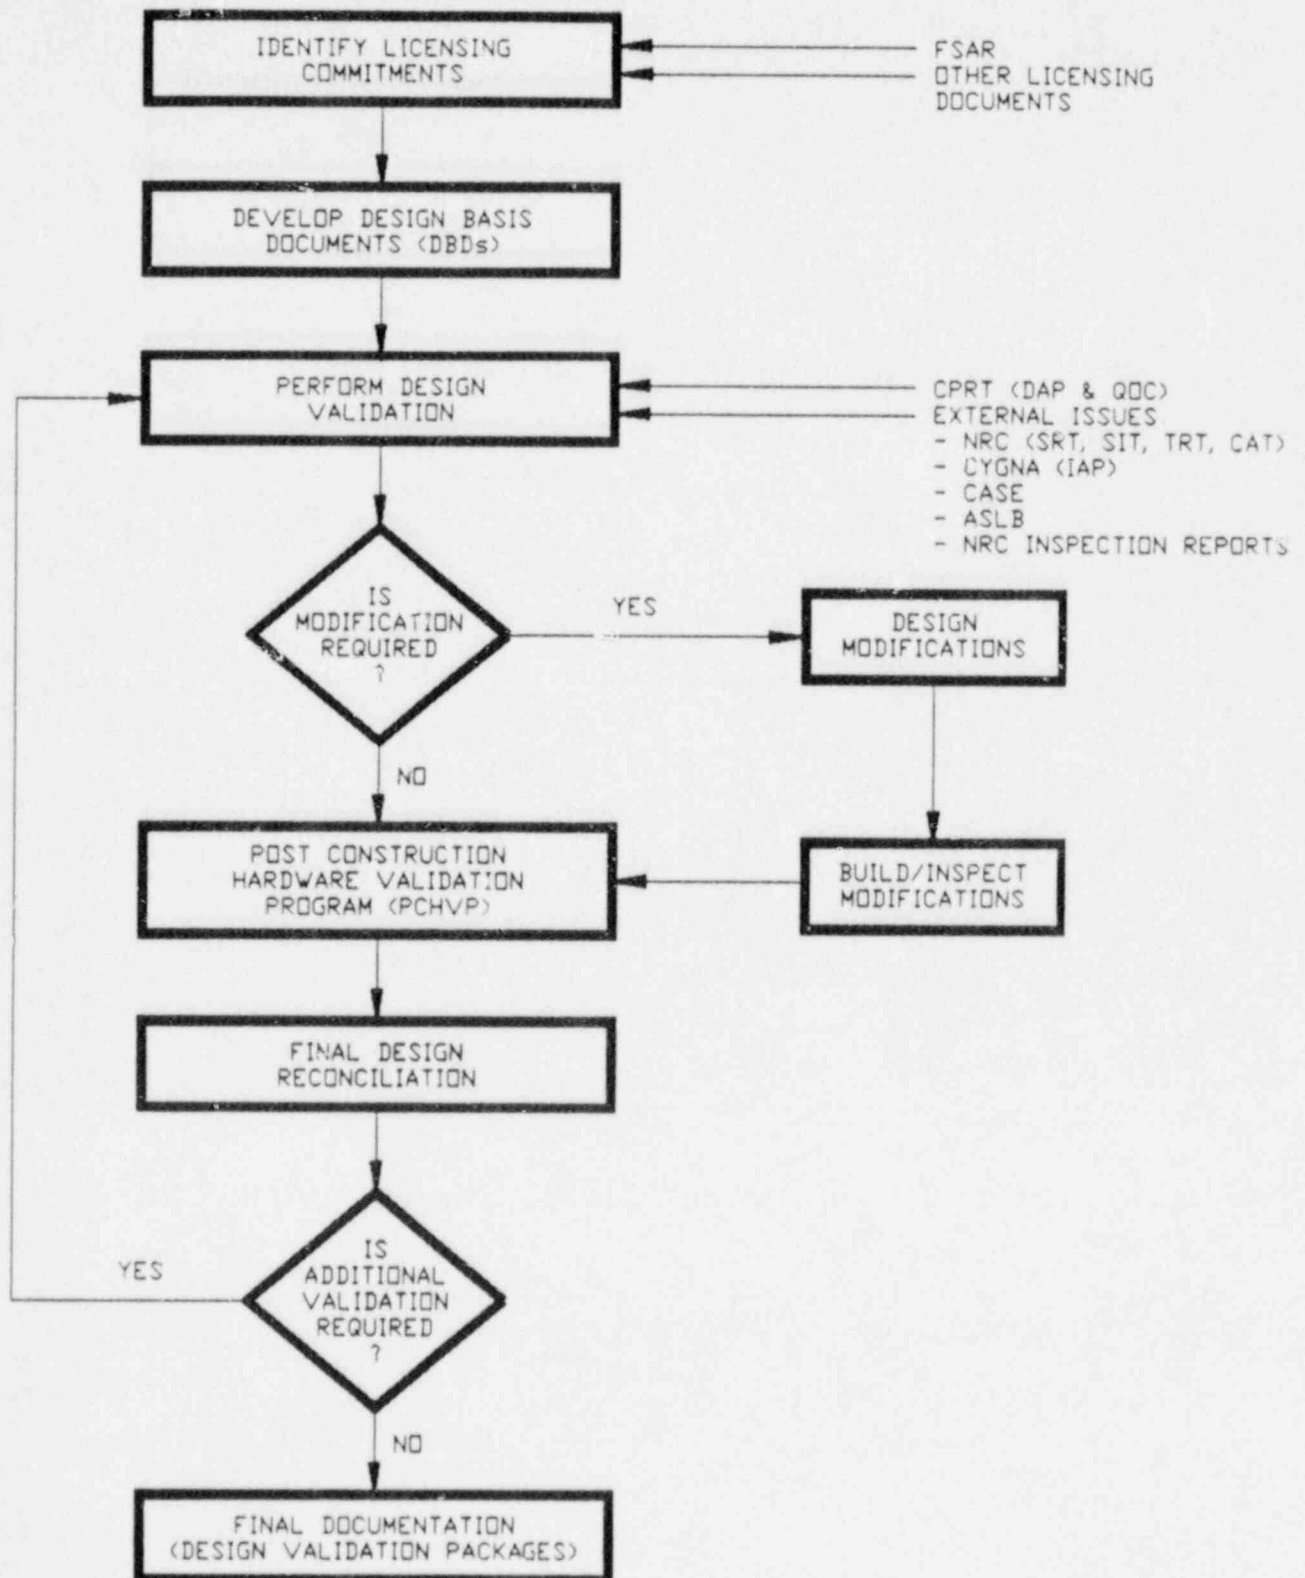 IDENTIFY LICENSING
COMMITMENTS
FSAR
OTHER LICENSING
DOCUMENTS
DEVELOP DESIGN BASIS
DOCUMENTS (DBDs)
PERFORM DESIGN
VALIDATION
CPRT (DAP & QOC)
EXTERNAL ISSUES
- NRC (SRT, SIT, TRT, CAT)
- CYGNA (IAP)
- CASE
- ASLB
- NRC INSPECTION REPORTS
IS
MODIFICATION
REQUIRED
?
YES
DESIGN
MODIFICATIONS
NO
POST CONSTRUCTION
HARDWARE VALIDATION
PROGRAM (PCHVP)
BUILD/INSPECT
MODIFICATIONS
FINAL DESIGN
RECONCILIATION
IS
ADDITIONAL
VALIDATION
REQUIRED
?
YES
NO
FINAL DOCUMENTATION
(DESIGN VALIDATION PACKAGES)